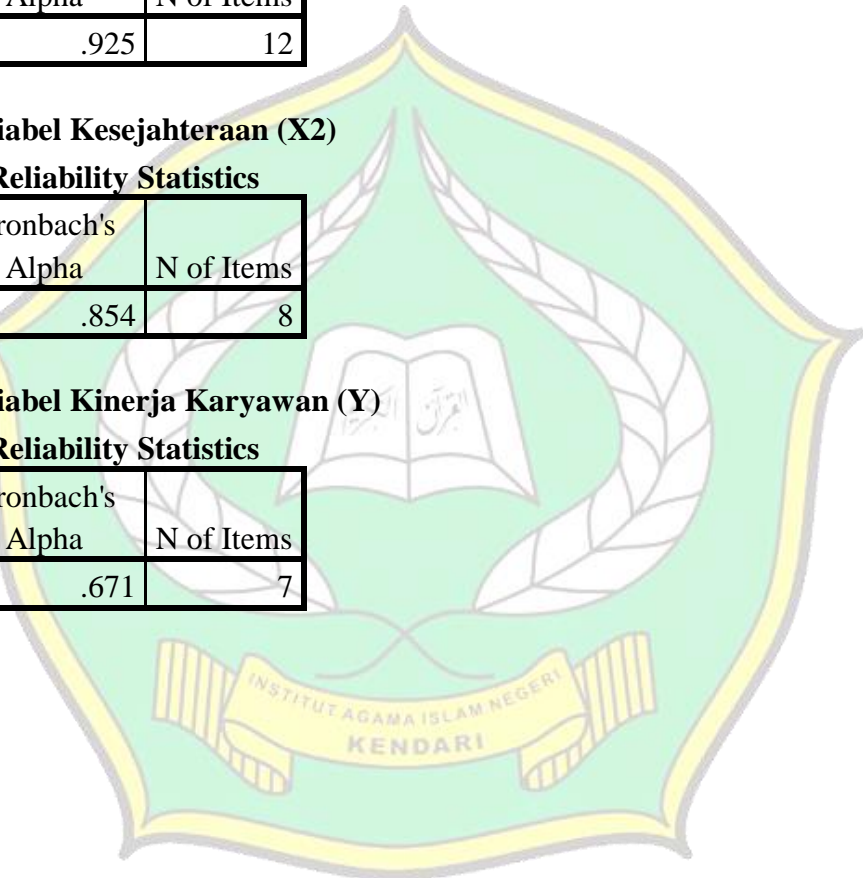 Alpha N of Items
.925 12
iabel Kesejahteraan (X2)
Reliability Statistics
ronbach's
Alpha N of Items
.854 8
iabel Kinerja Karyawan (Y)
Reliability Statistics
ronbach's
Alpha N of Items
.671 7
INSTITUT AGAMA ISLAM NEGERI
KENDARI